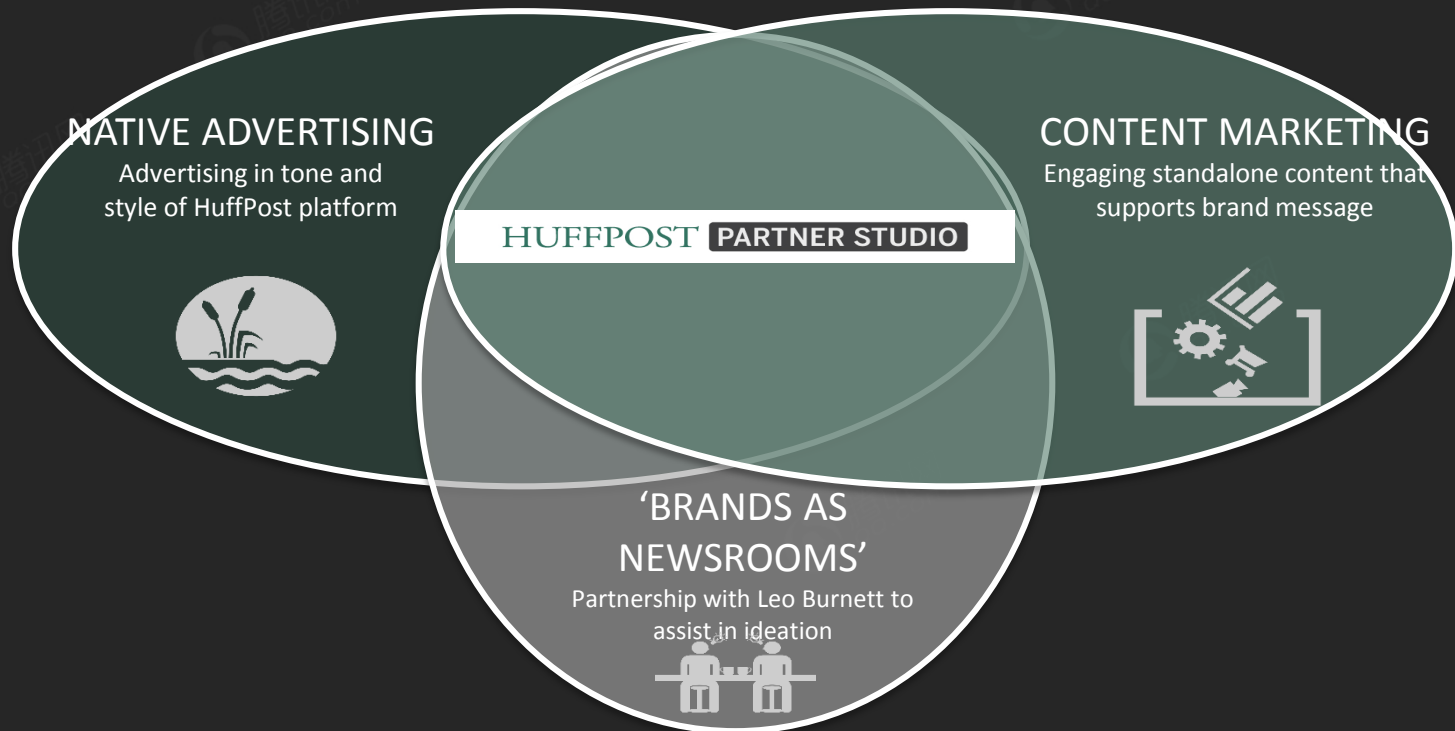 NATIVE ADVERTISING
Advertising in tone and
style of HuffPost platform
CONTENT MARKETING
Engaging standalone content that
supports brand message
HUFFPOST PARTNER STUDIO
‘BRANDS AS
NEWSROOMS’
Partnership with Leo Burnett to
assist in ideation